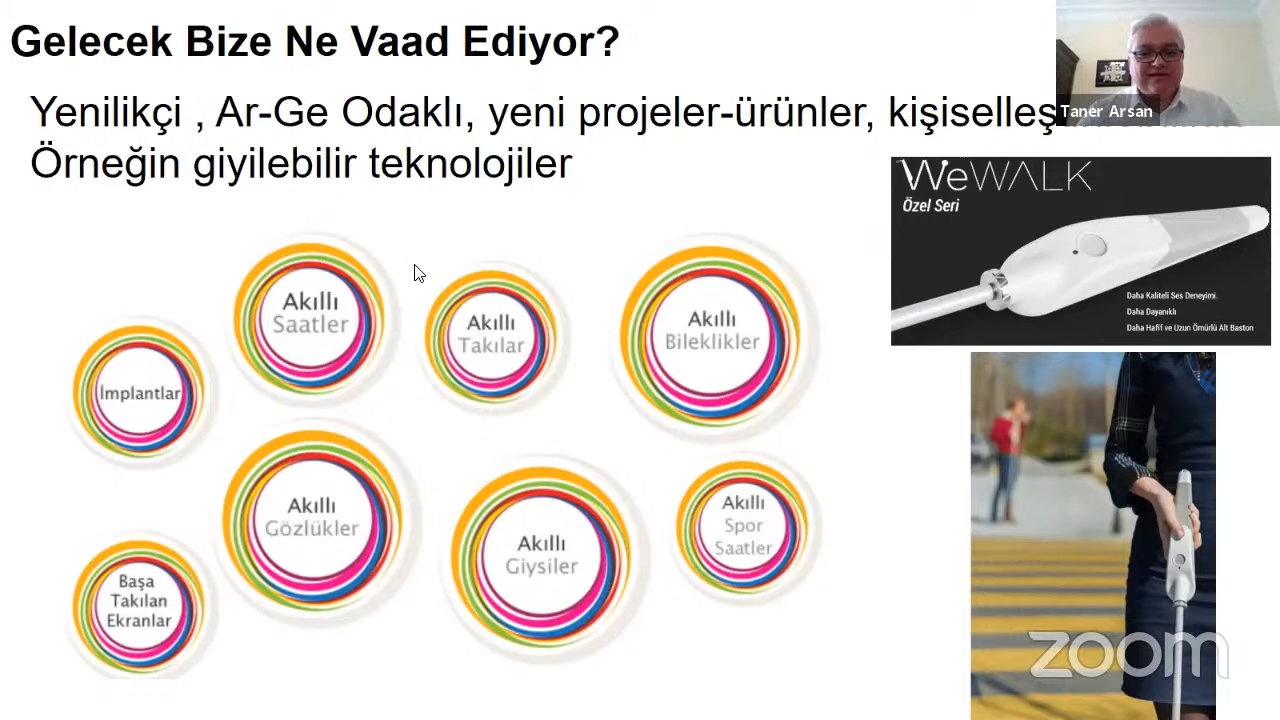 Gelecek Bize Ne Vaad Ediyor?
Yenilikçi , Ar-Ge Odaklı, yeni projeler-ürünler,
Örneğin giyilebilir teknolojiler
Taner Arsan
WeWALK
Özel Seri
Daha Kaliteli Ses Deneyimi.
Daha Dayanıklı
Daha Hafif ve Uzun Ömürlü Alt Baston
Akıllı
Saatler
Akıllı
Takılar
Akıllı
Bileklikler
İmplantlar
Akıllı
Gözlükler
Akıllı
Giysiler
Akıllı
Spor
Saatler
Başa
Takılan
Ekranlar
zoom